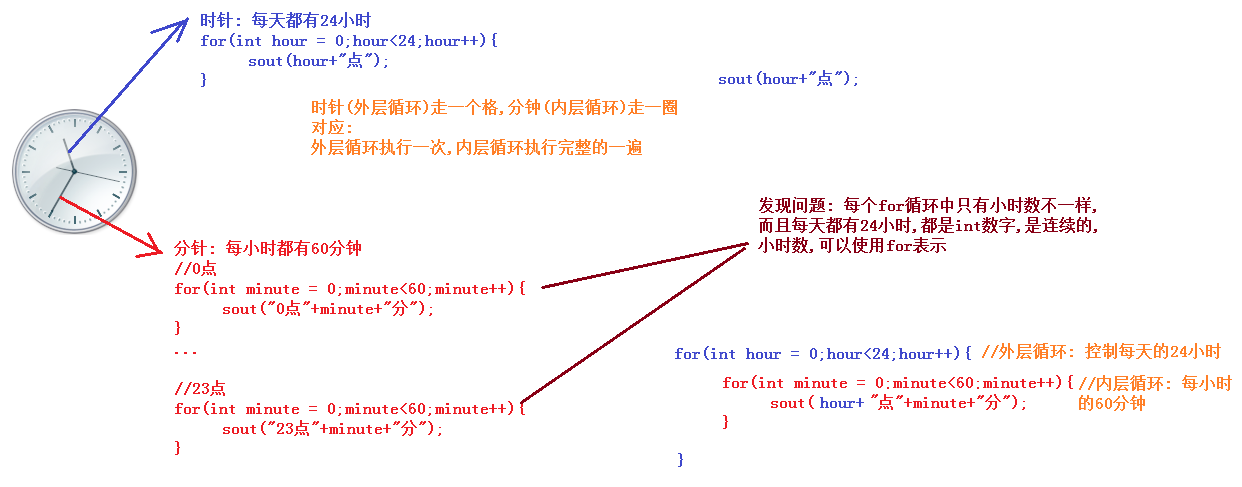 时针: 每天都有24小时
for(int hour = 0;hour<24;hour++){
sout(hour+"点");
}
sout(hour+"点");
时针(外层循环)走一个格,分钟(内层循环)走一圈
对应:
外层循环执行一次,内层循环执行完整的一遍
发现问题: 每个for循环中只有小时数不一样,
而且每天都有24小时,都是int数字,是连续的,
小时数,可以使用for表示
分针: 每小时都有60分钟
//0点
for(int minute = 0;minute<60;minute++){
sout("0点"+minute+"分");
}
...
//23点
for(int minute = 0;minute<60;minute++){
sout("23点"+minute+"分");
}
for(int hour = 0;hour<24;hour++){ //外层循环: 控制每天的24小时
for(int minute = 0;minute<60;minute++){ //内层循环: 每小时
sout( hour+ "点"+minute+"分"); 的60分钟
}
}